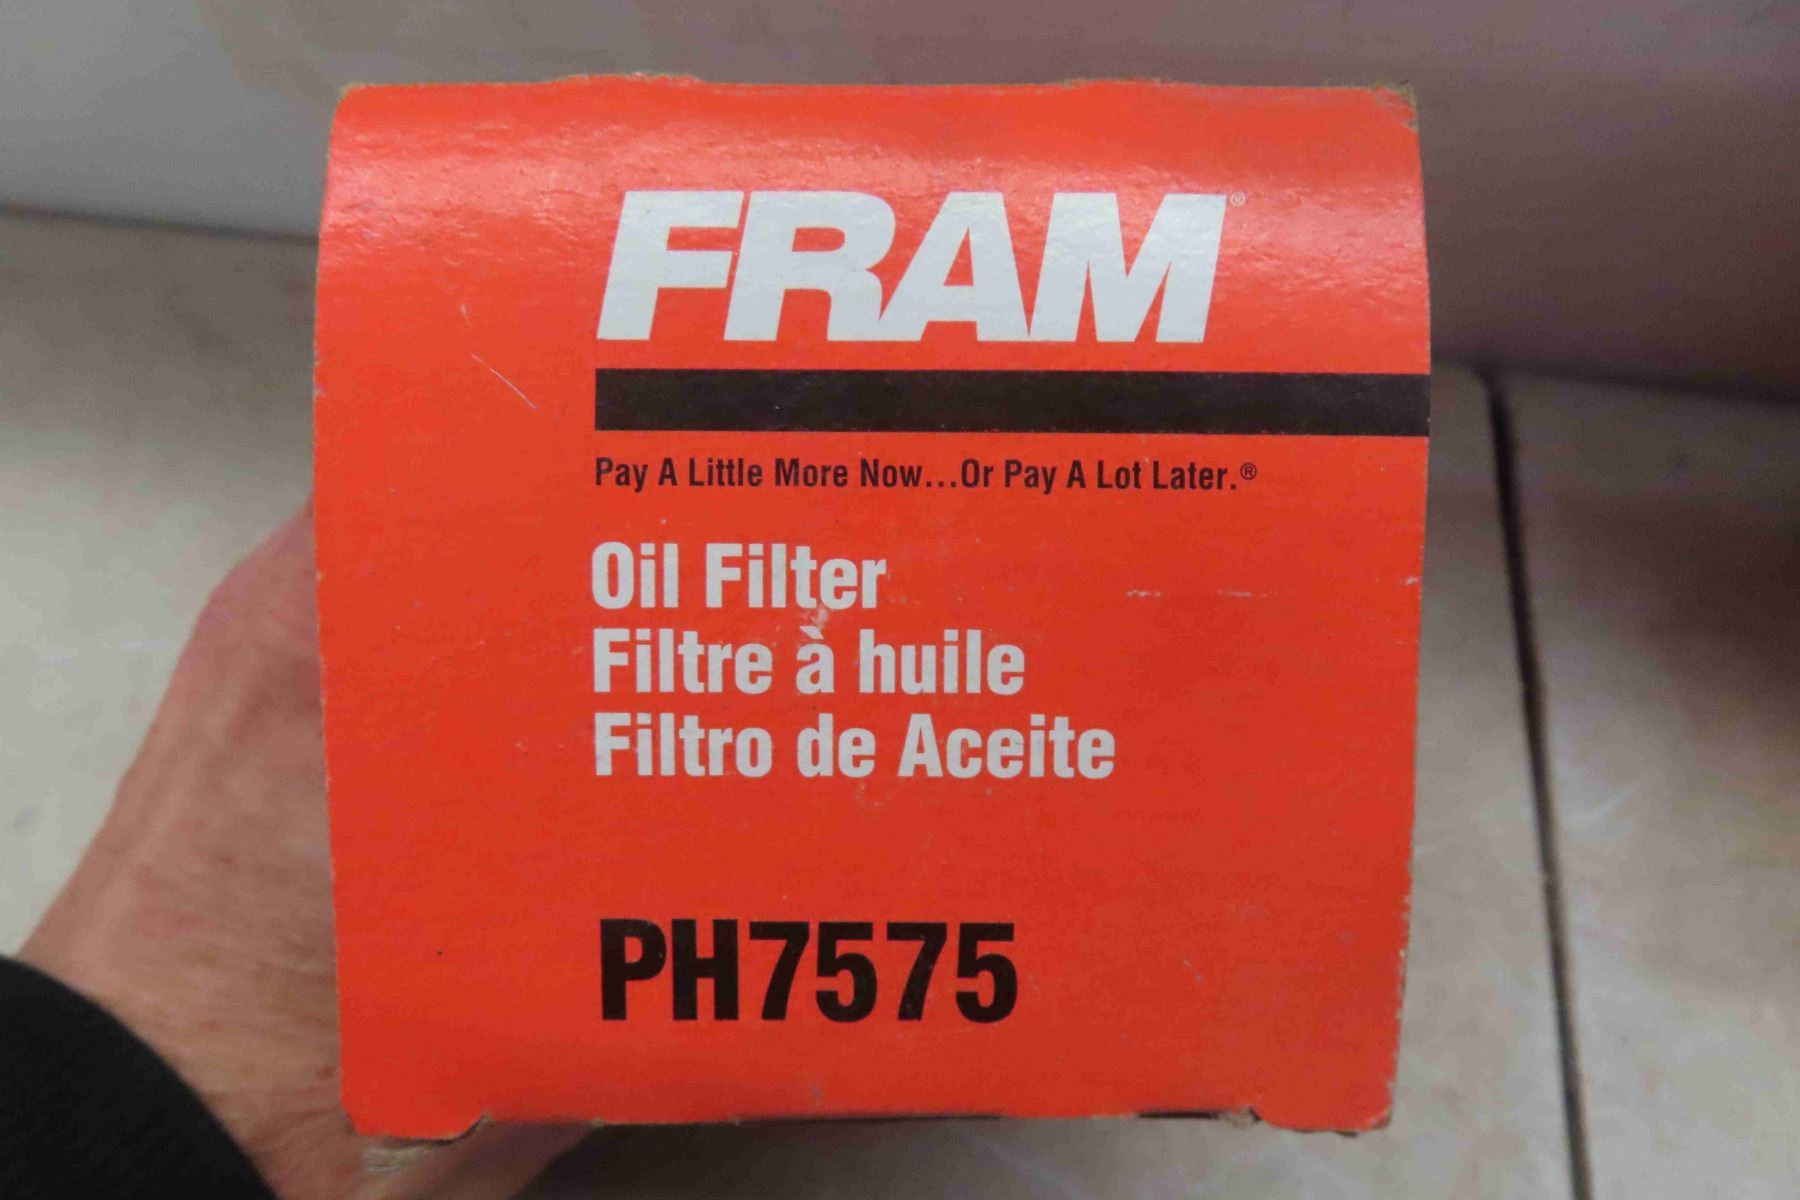 FRAM®
Pay A Little More Now...Or Pay A Lot Later.®
Oil Filter
Filtre à huile
Filtro de Aceite
PH7575